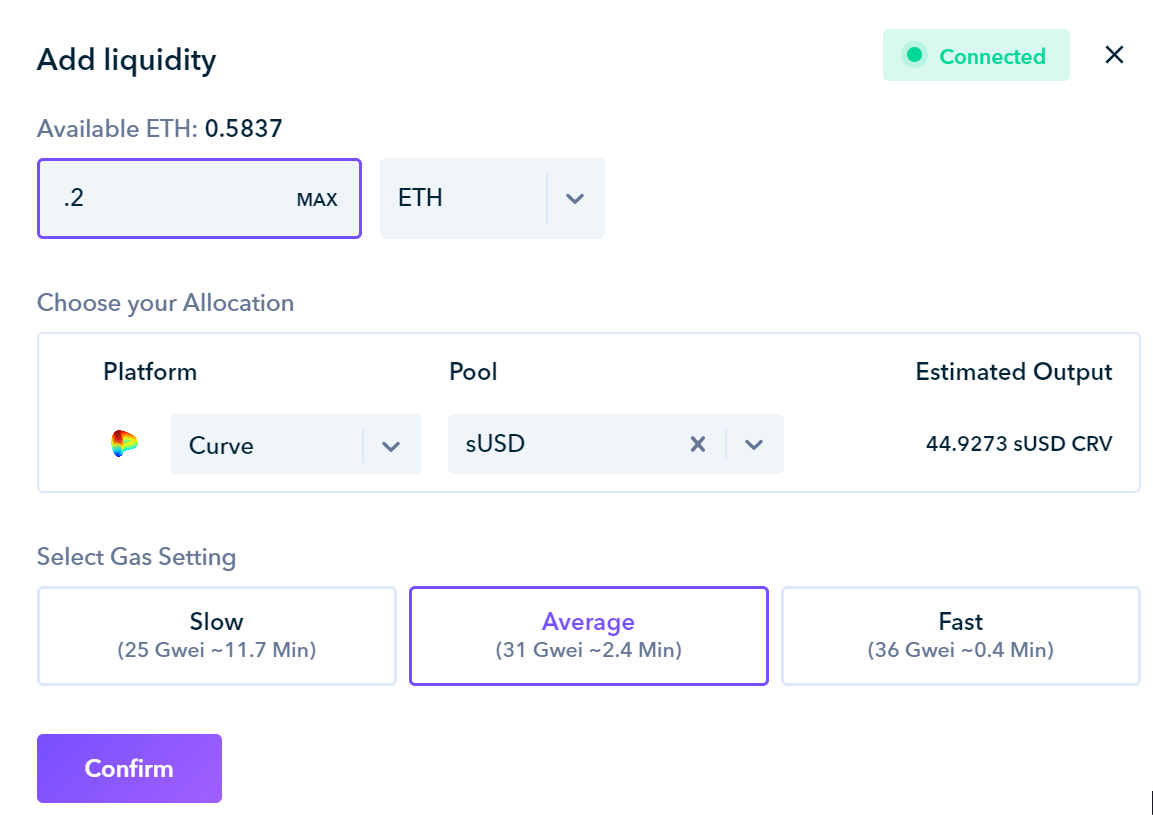 Add liquidity
Connected
Available ETH: 0.5837
.2 MAX ETH
Choose your Allocation
Platform Pool Estimated Output
Curve sUSD 44.9273 sUSD CRV
Select Gas Setting
Slow
(25 Gwei ~11.7 Min)
Average
(31 Gwei ~2.4 Min)
Fast
(36 Gwei ~0.4 Min)
Confirm